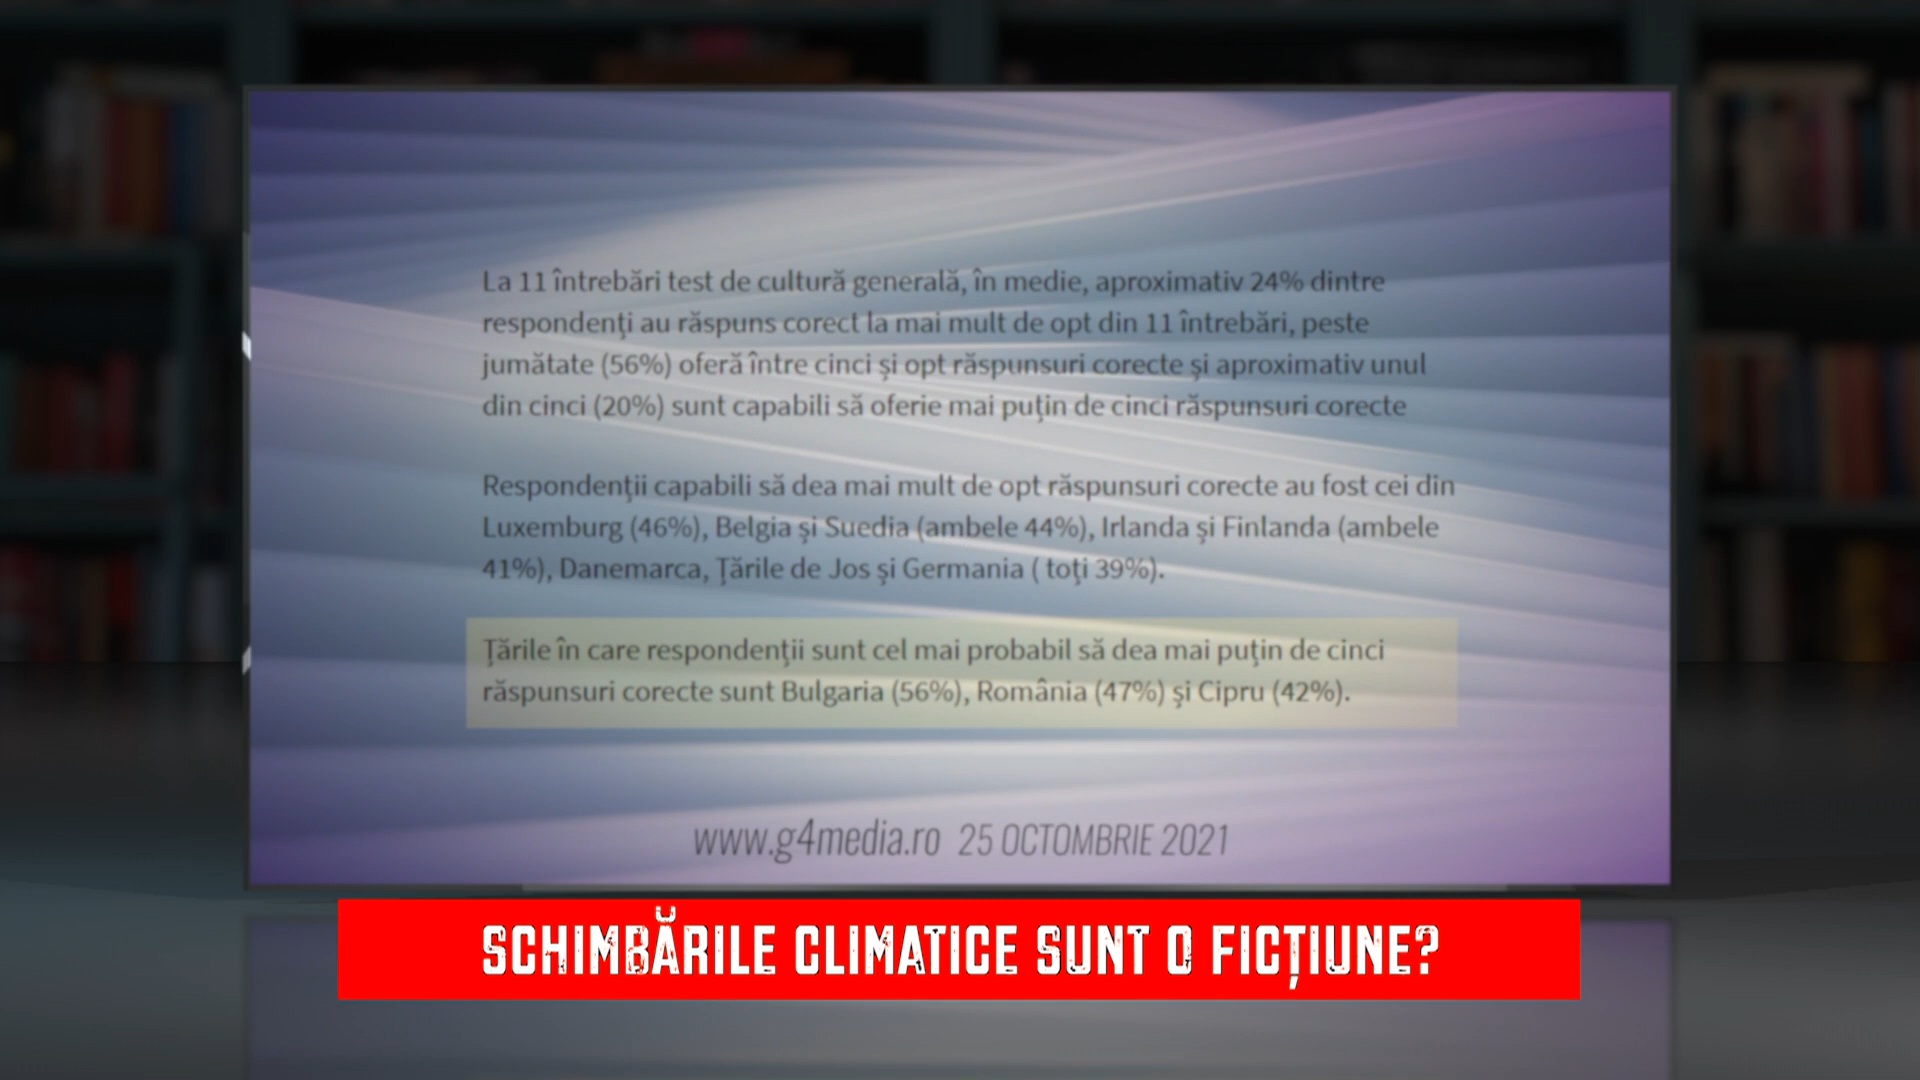 La 11 întrebări test de cultură generală, în medie, aproximativ 24% dintre
respondenți au răspuns corect la mai mult de opt din 11 întrebări, peste
jumătate (56%) oferă între cinci și opt răspunsuri corecte și aproximativ unul
din cinci (20%) sunt capabili să oferie mai puțin de cinci răspunsuri corecte
Respondenții capabili să dea mai mult de opt răspunsuri corecte au fost cei din
Luxemburg (46%), Belgia și Suedia (ambele 44%), Irlanda și Finlanda (ambele
41%), Danemarca, Țările de Jos și Germania ( toți 39%).
Țările în care respondenții sunt cel mai probabil să dea mai puțin de cinci
răspunsuri corecte sunt Bulgaria (56%), România (47%) și Cipru (42%).
www.g4media.ro 25 OCTOMBRIE 2021
SCHIMBĂRILE CLIMATICE SUNT O FICȚIUNE?